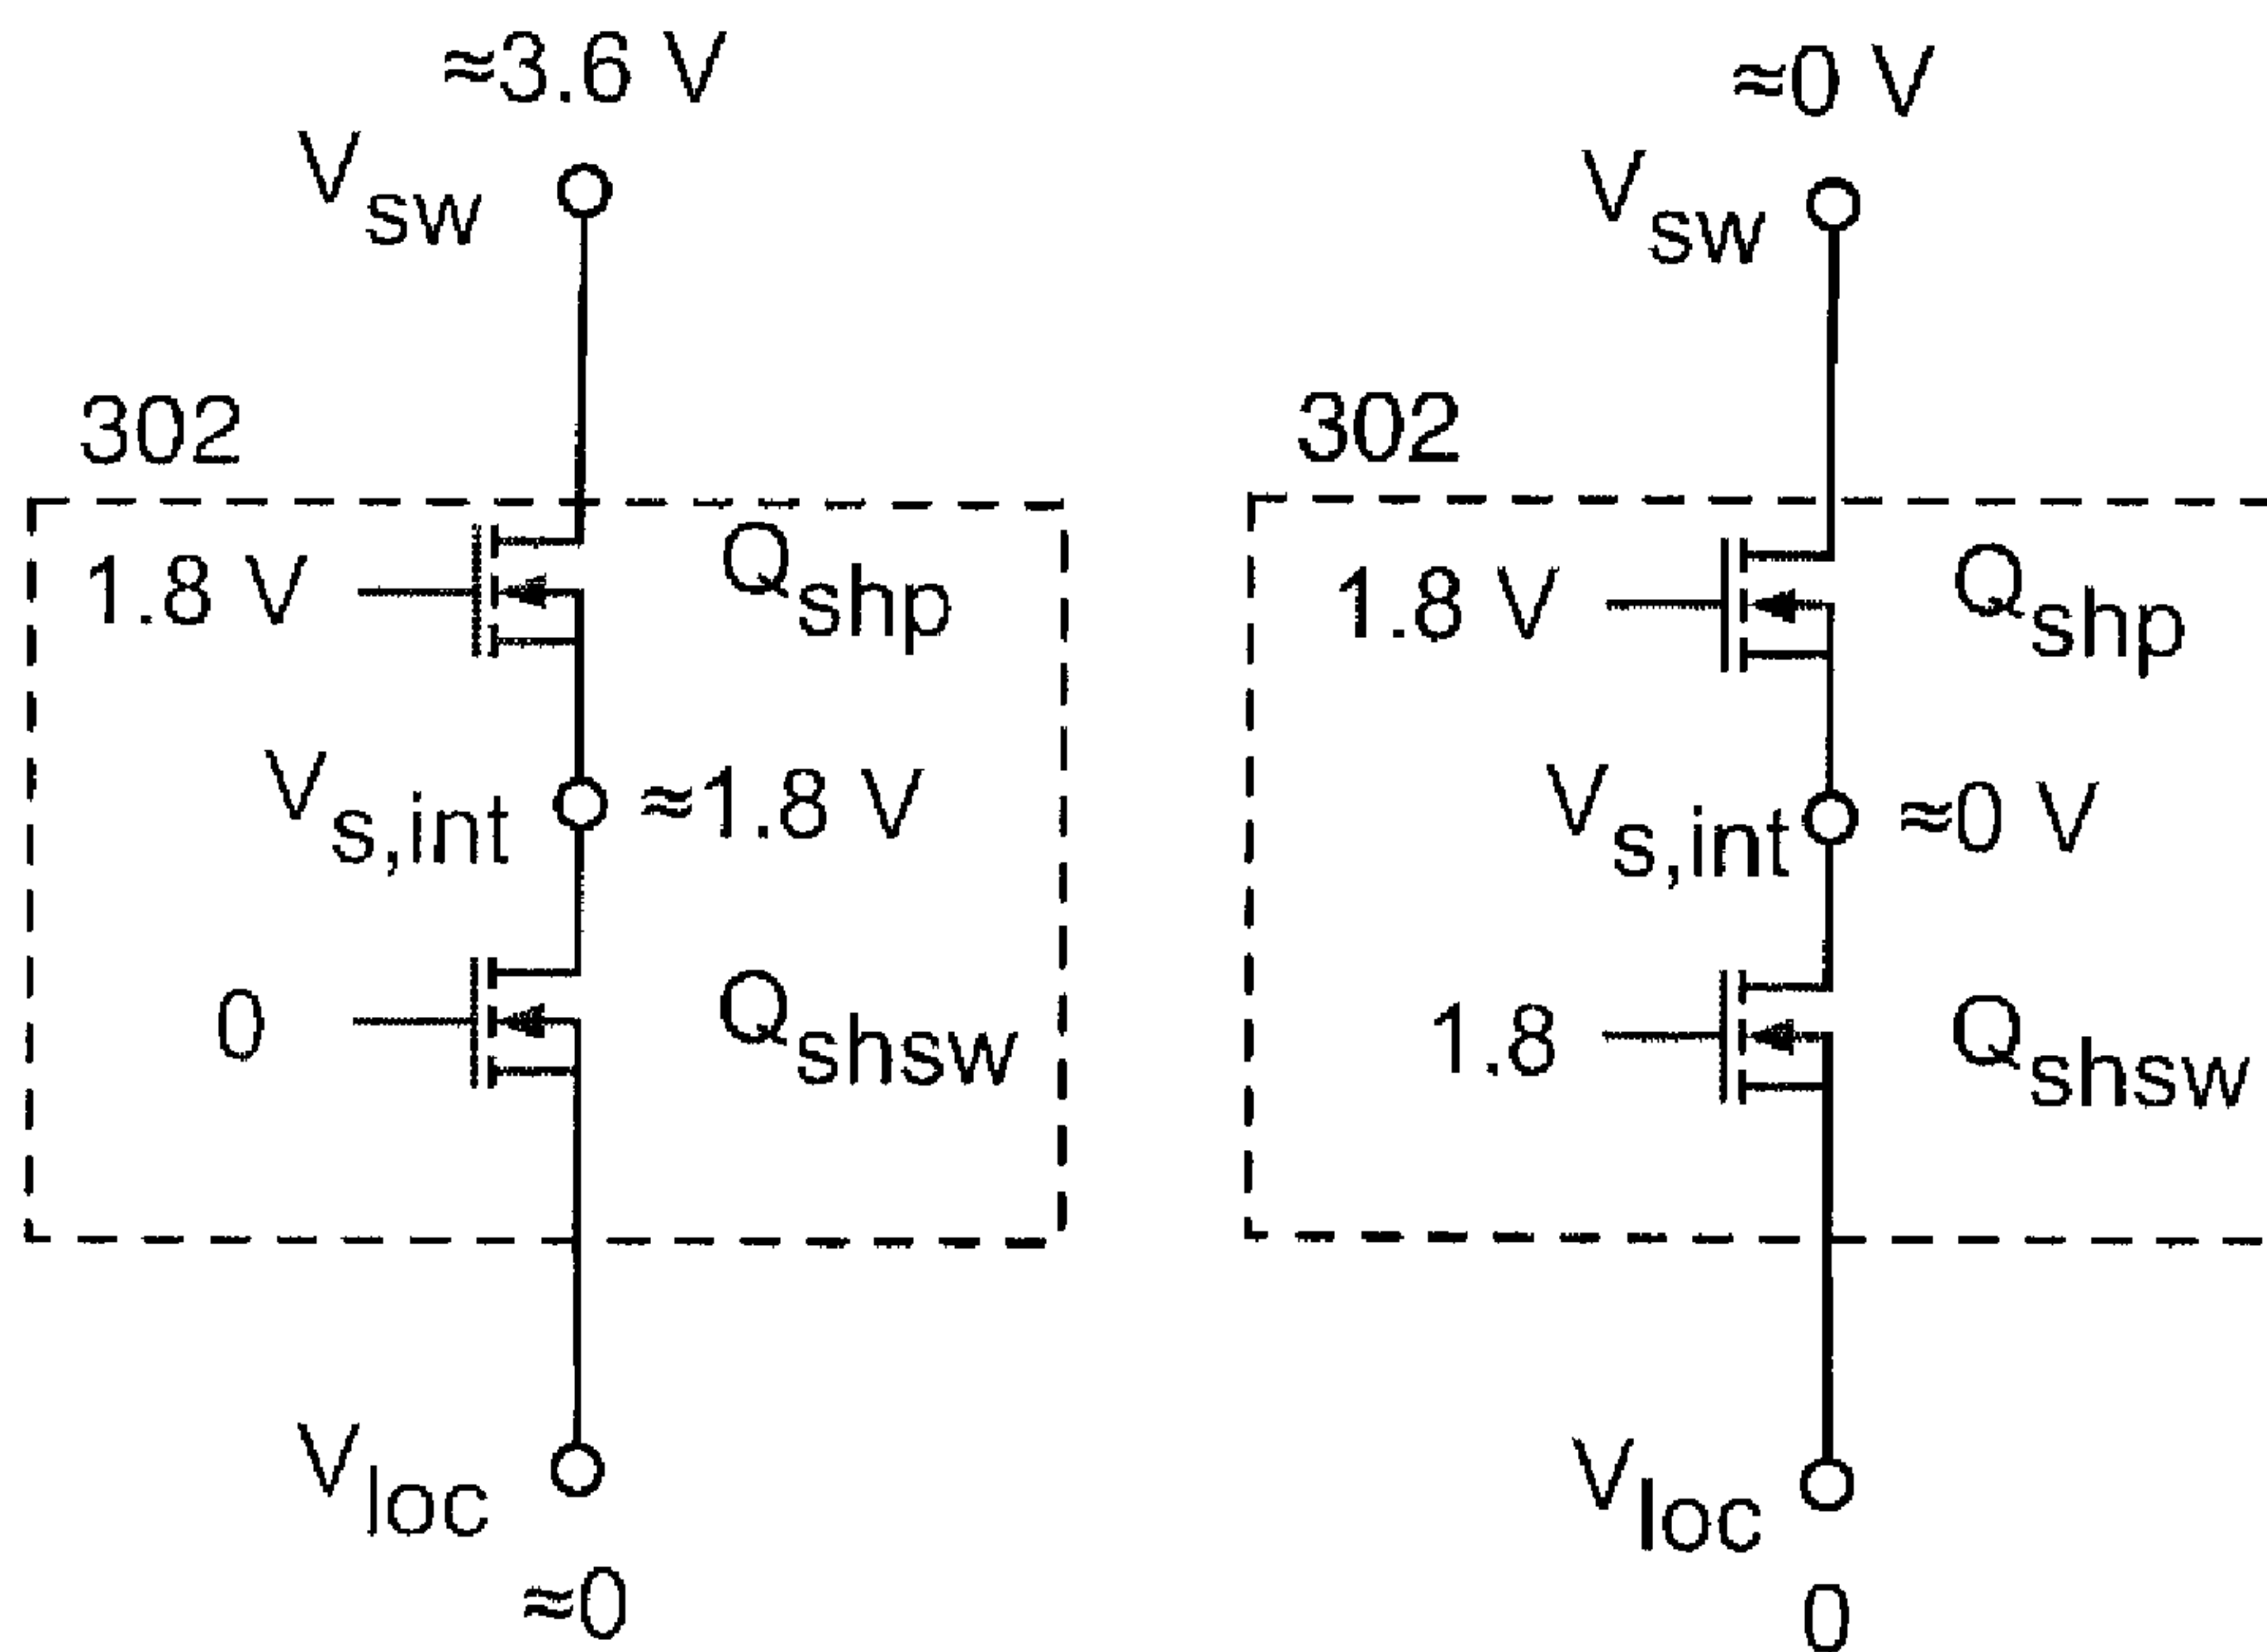 ≈3.6 V
V_sw
302
1.8 V
Q_shp
V_s,int
≈1.8 V
0
Q_shsw
V_loc
≈0
≈0 V
V_sw
302
1.8 V
Q_shp
V_s,int
≈0 V
1.8
Q_shsw
V_loc
0